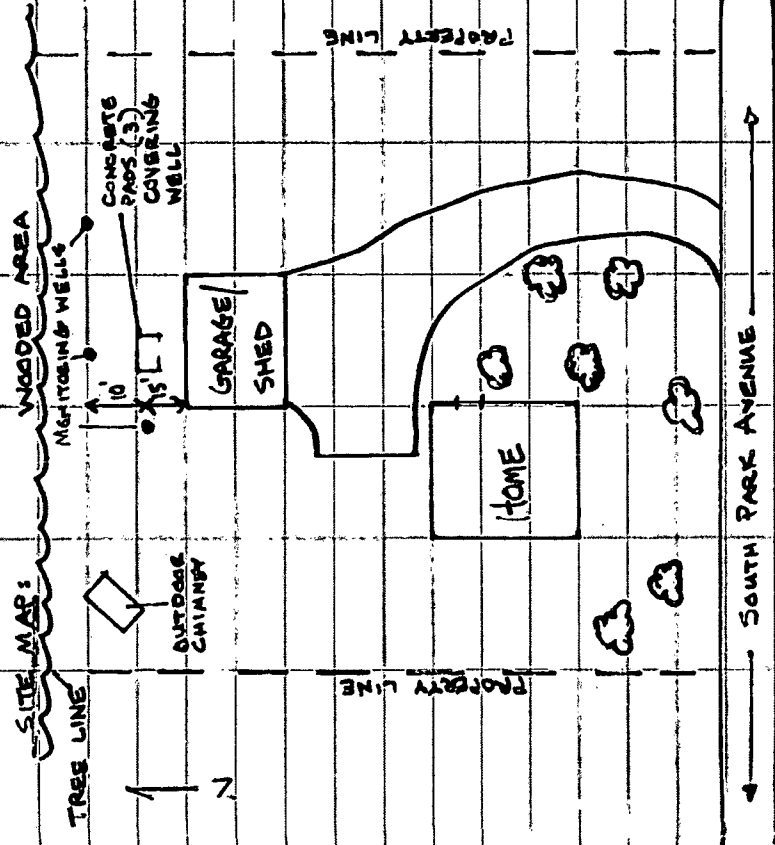 SITE MAP:
WOODED AREA
TREE LINE
MONITORING WELLS
10'
15'
CONCRETE
PADS (3)
COVERING
WELL
OUTDOOR
CHIMNEY
GARAGE/
SHED
HOME
PROPERTY LINE
PROPERTY LINE
SOUTH PARK AVENUE
N